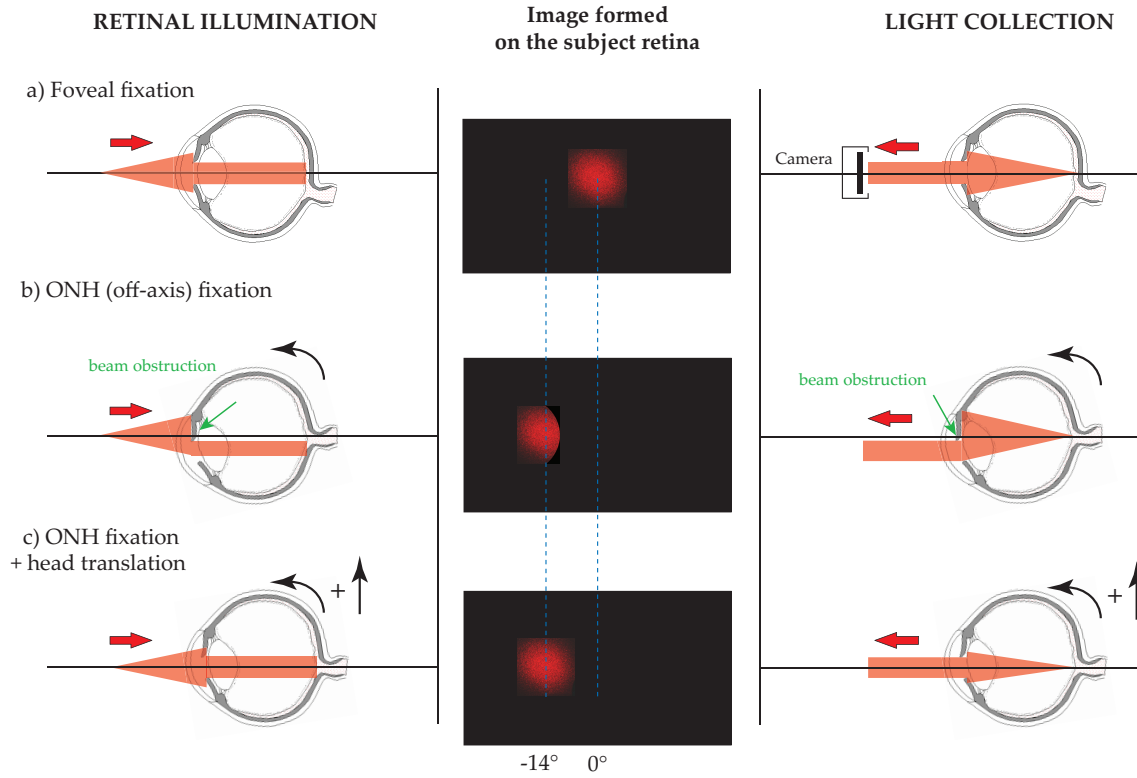 RETINAL ILLUMINATION
Image formed
on the subject retina
LIGHT COLLECTION
a) Foveal fixation
Camera
b) ONH (off-axis) fixation
beam obstruction
beam obstruction
c) ONH fixation
+ head translation
+
+
-14°
0°